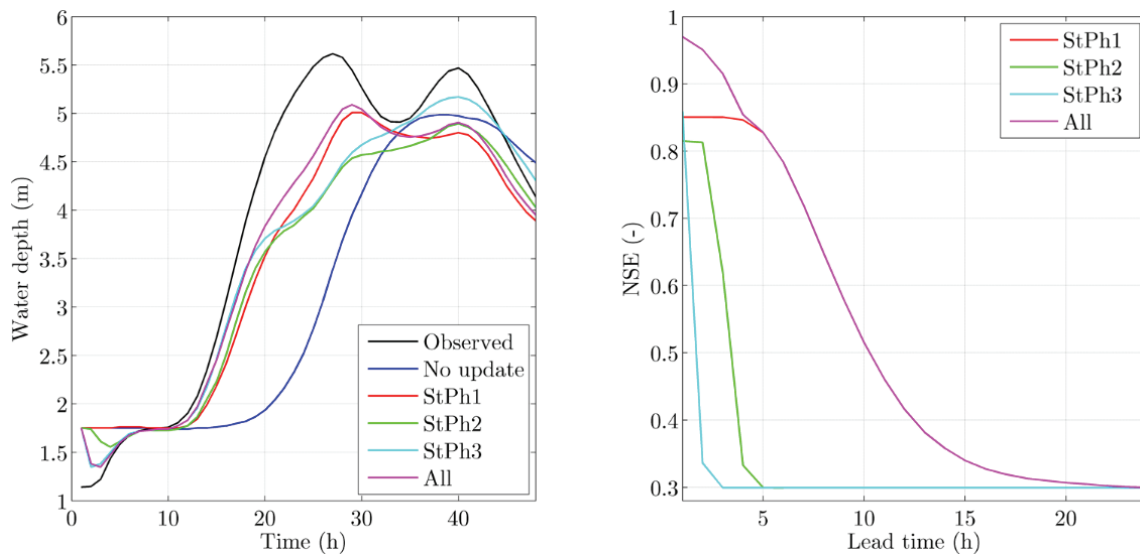 6
5.5
5
4.5
4
3.5
3
2.5
2
1.5
1
Water depth (m)
0
10
20
30
40
Time (h)
Observed
No update
StPh1
StPh2
StPh3
All
1
0.9
0.8
0.7
0.6
0.5
0.4
0.3
NSE (-)
5
10
15
20
Lead time (h)
StPh1
StPh2
StPh3
All